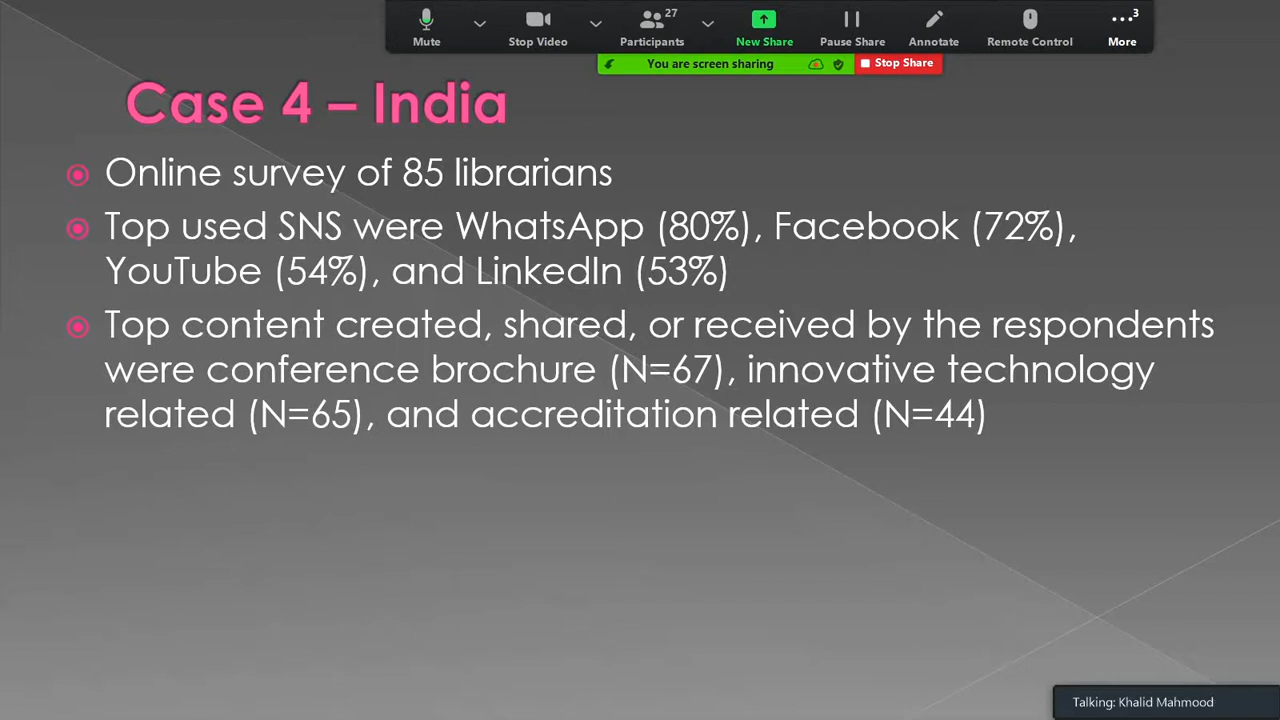 27
3
Mute
Stop Video
Participants
New Share
Pause Share
Annotate
Remote Control
More
You are screen sharing
Stop Share
Case 4 – India
Online survey of 85 librarians
Top used SNS were WhatsApp (80%), Facebook (72%),
YouTube (54%), and LinkedIn (53%)
Top content created, shared, or received by the respondents
were conference brochure (N=67), innovative technology
related (N=65), and accreditation related (N=44)
Talking: Khalid Mahmood